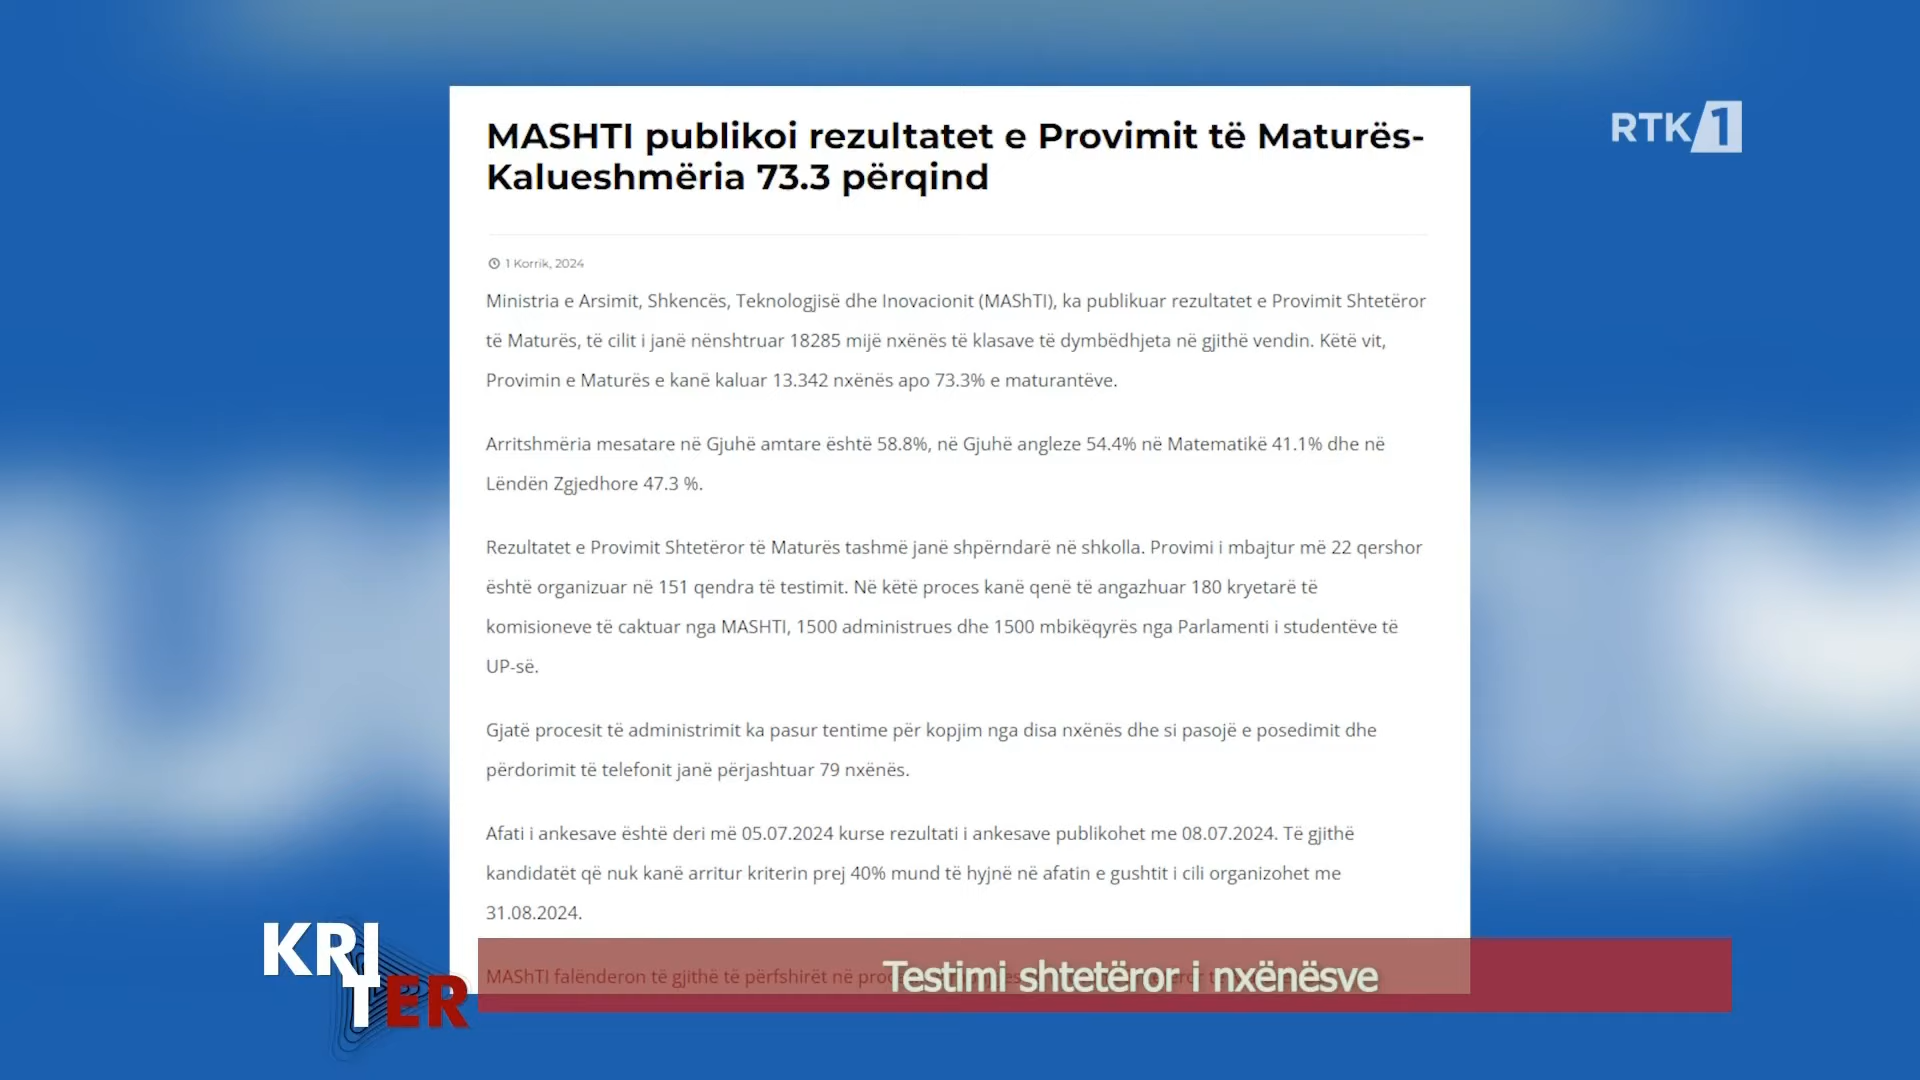 MASHTI publikoi rezultatet e Provimit të Maturës-
Kalueshmëria 73.3 përqind
RTK 1
1 Korrik, 2024
Ministria e Arsimit, Shkencës, Teknologjisë dhe Inovacionit (MAShTI), ka publikuar rezultatet e Provimit Shtetëror
të Maturës, të cilit i janë nënshtruar 18285 mijë nxënës të klasave të dymbëdhjeta në gjithë vendin. Këtë vit,
Provimin e Maturës e kanë kaluar 13.342 nxënës apo 73.3% e maturantëve.
Arritshmëria mesatare në Gjuhë amtare është 58.8%, në Gjuhë angleze 54.4% në Matematikë 41.1% dhe në
Lëndën Zgjedhore 47.3 %.
Rezultatet e Provimit Shtetëror të Maturës tashmë janë shpërndarë në shkolla. Provimi i mbajtur më 22 qershor
është organizuar në 151 qendra të testimit. Në këtë proces kanë qenë të angazhuar 180 kryetarë të
komisioneve të caktuar nga MASHTI, 1500 administrues dhe 1500 mbikëqyrës nga Parlamenti i studentëve të
UP-së.
Gjatë procesit të administrimit ka pasur tentime për kopjim nga disa nxënës dhe si pasojë e posedimit dhe
përdorimit të telefonit janë përjashtuar 79 nxënës.
Afati i ankesave është deri më 05.07.2024 kurse rezultati i ankesave publikohet me 08.07.2024. Të gjithë
kandidatët që nuk kanë arritur kriterin prej 40% mund të hyjnë në afatin e gushtit i cili organizohet me
31.08.2024.
MAShTI falënderon të gjithë të përfshirët në
Testimi shtetëror i nxënësve
KRI
TER